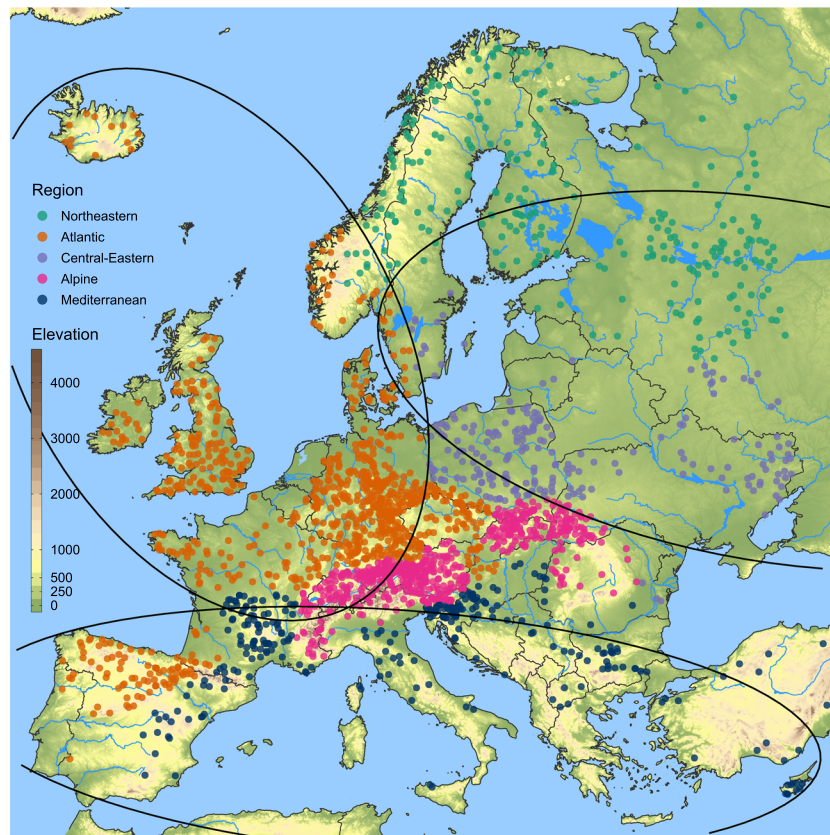 Region
Northeastern
Atlantic
Central-Eastern
Alpine
Mediterranean
Elevation
4000
3000
2000
1000
500
250
0